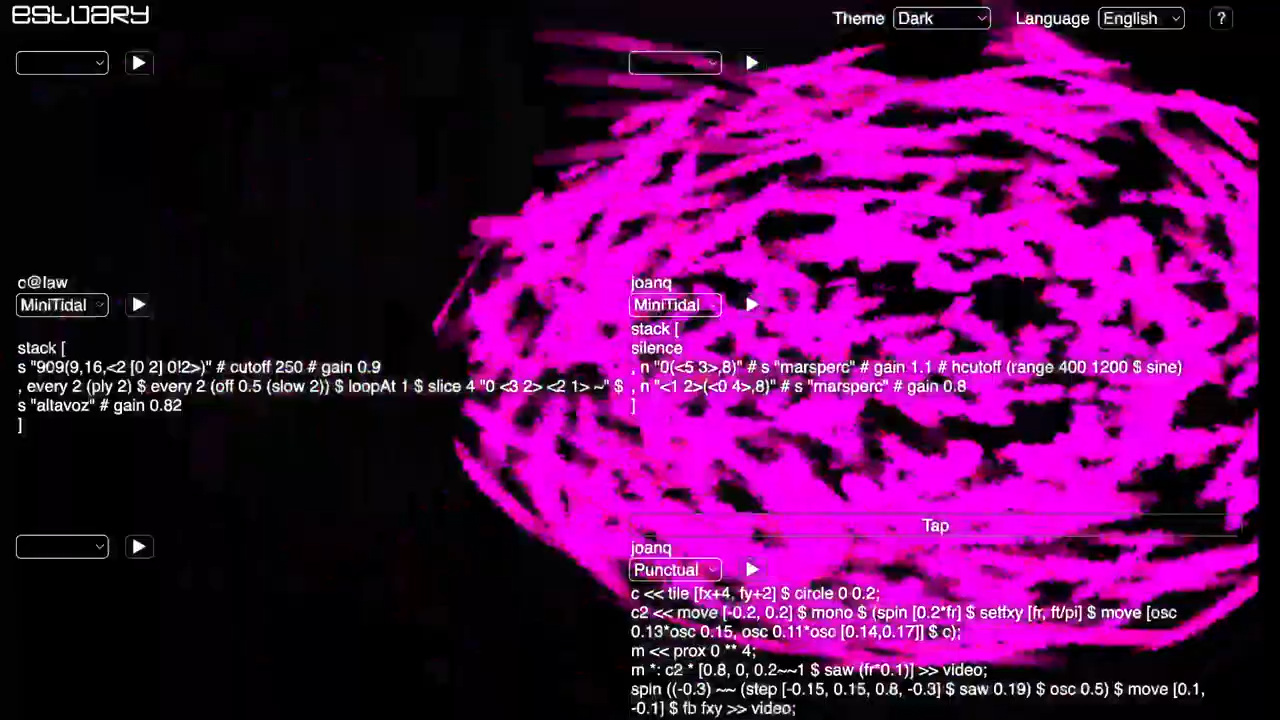 estuary
Theme Dark Language English ?
c@law
MiniTidal
stack [
s "909(9,16,<2 [0 2] 0!2>)" # cutoff 250 # gain 0.9
, every 2 (ply 2) $ every 2 (off 0.5 (slow 2)) $ loopAt 1 $ slice 4 "0 <3 2> <2 1> ~" $
s "altavoz" # gain 0.82
]
joanq
MiniTidal
stack [
silence
, n "0(<5 3>,8)" # s "marsperc" # gain 1.1 # hcutoff (range 400 1200 $ sine)
, n "<1 2>(<0 4>,8)" # s "marsperc" # gain 0.8
]
Tap
joanq
Punctual
c << tile [fx+4, fy+2] $ circle 0 0.2;
c2 << move [-0.2, 0.2] $ mono $ (spin [0.2*fr] $ setfxy [fr, ft/pi] $ move [osc
0.13*osc 0.15, osc 0.11*osc [0.14,0.17]] $ c);
m << prox 0 ** 4;
m *: c2 * [0.8, 0, 0.2~~1 $ saw (fr*0.1)] >> video;
spin ((-0.3) ~~ (step [-0.15, 0.15, 0.8, -0.3] $ saw 0.19) $ osc 0.5) $ move [0.1,
-0.1] $ fb fxy >> video;